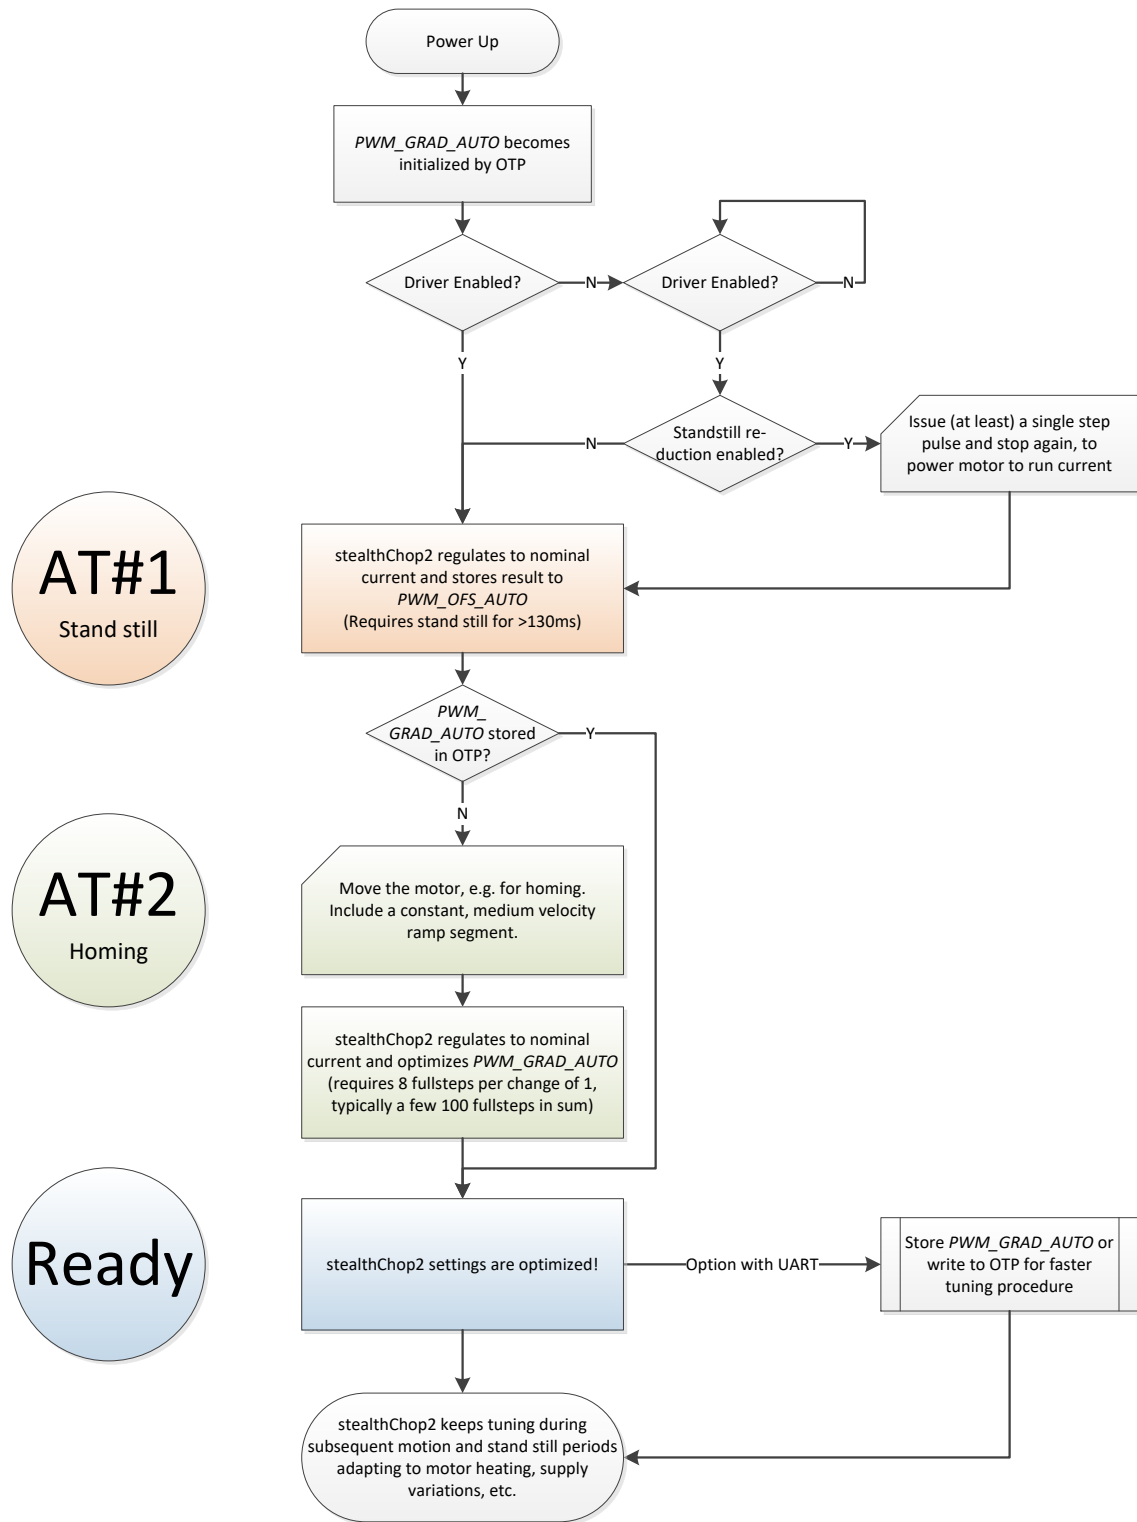 Power Up
PWM_GRAD_AUTO becomes
initialized by OTP
Driver Enabled?
N
Driver Enabled?
N
Y
Y
N
Standstill re-
duction enabled?
Y
Issue (at least) a single step
pulse and stop again, to
power motor to run current
AT#1
Stand still
stealthChop2 regulates to nominal
current and stores result to
PWM_OFS_AUTO
(Requires stand still for >130ms)
PWM_
GRAD_AUTO stored
in OTP?
Y
N
AT#2
Homing
Move the motor, e.g. for homing.
Include a constant, medium velocity
ramp segment.
stealthChop2 regulates to nominal
current and optimizes PWM_GRAD_AUTO
(requires 8 fullsteps per change of 1,
typically a few 100 fullsteps in sum)
Ready
stealthChop2 settings are optimized!
Option with UART
Store PWM_GRAD_AUTO or
write to OTP for faster
tuning procedure
stealthChop2 keeps tuning during
subsequent motion and stand still periods
adapting to motor heating, supply
variations, etc.